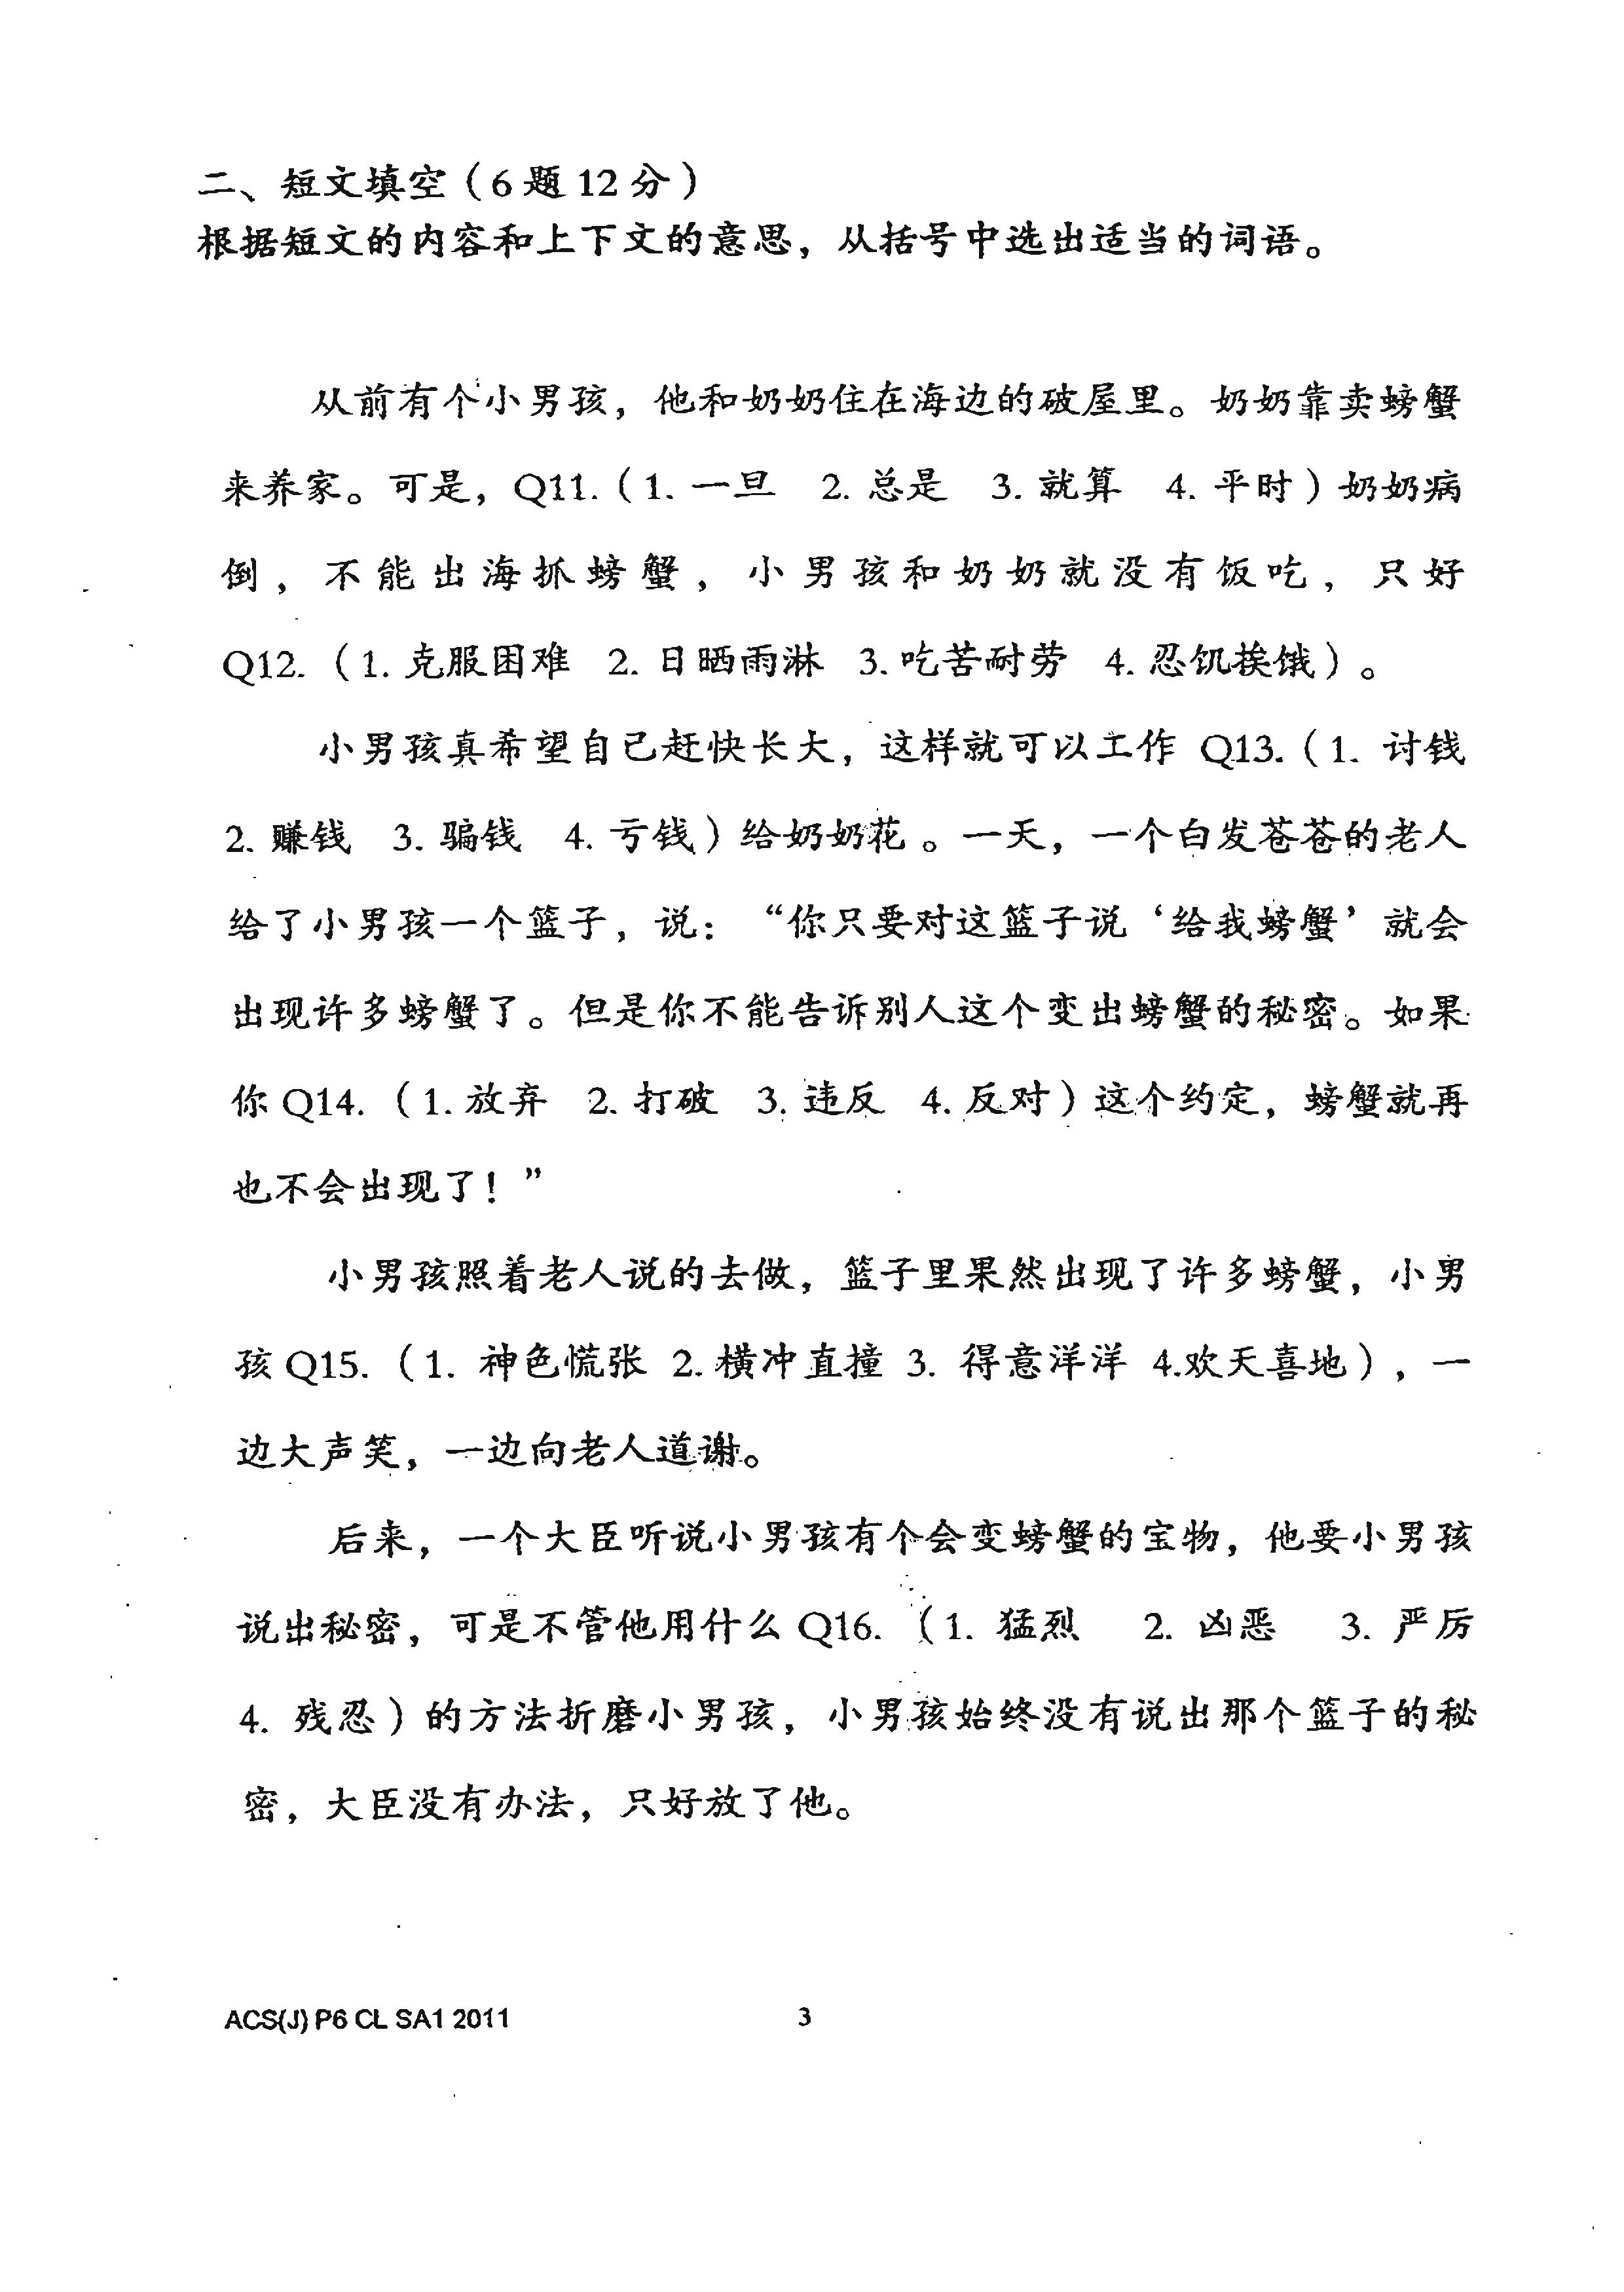 二、短文填空（6题12分）
根据短文的内容和上下文的意思，从括号中选出适当的词语。
从前有个小男孩，他和奶奶住在海边的破屋里。奶奶靠卖螃蟹
来养家。可是，Q11.（1. 一旦 2. 总是 3. 就算 4. 平时）奶奶病
倒，不能出海抓螃蟹，小男孩和奶奶就没有饭吃，只好
Q12.（1. 克服困难 2. 日晒雨淋 3. 吃苦耐劳 4. 忍饥挨饿）。
小男孩真希望自己赶快长大，这样就可以工作 Q13.（1. 讨钱
2. 赚钱 3. 骗钱 4. 亏钱）给奶奶花。一天，一个白发苍苍的老人
给了小男孩一个篮子，说：“你只要对这篮子说‘给我螃蟹’就会
出现许多螃蟹了。但是你不能告诉别人这个变出螃蟹的秘密。如果
你Q14.（1. 放弃 2. 打破 3. 违反 4. 反对）这个约定，螃蟹就再
也不会出现了！”
小男孩照着老人说的去做，篮子里果然出现了许多螃蟹，小男
孩Q15.（1. 神色慌张 2. 横冲直撞 3. 得意洋洋 4.欢天喜地），一
边大声笑，一边向老人道谢。
后来，一个大臣听说小男孩有个会变螃蟹的宝物，他要小男孩
说出秘密，可是不管他用什么Q16.（1. 猛烈 2. 凶恶 3. 严厉
4. 残忍）的方法折磨小男孩，小男孩始终没有说出那个篮子的秘
密，大臣没有办法，只好放了他。
ACS(J) P6 CL SA1 2011 3